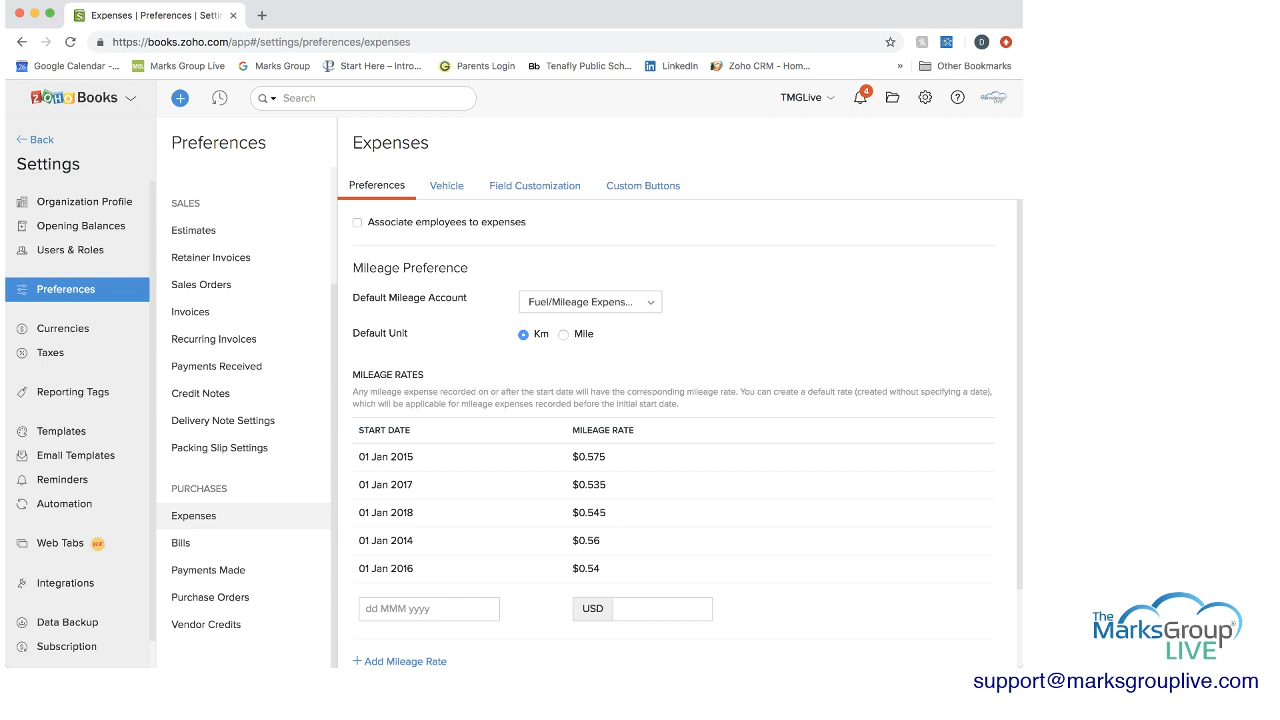 Expenses | Preferences | Settin
https://books.zoho.com/app#/settings/preferences/expenses
Google Calendar -... Marks Group Live Marks Group Start Here – Intro... Parents Login Bb Tenafly Public Sch... LinkedIn Zoho CRM - Hom... » Other Bookmarks
ZOHO Books
Search
TMGLive
4
Back
Settings
Organization Profile
Opening Balances
Users & Roles
Preferences
Currencies
Taxes
Reporting Tags
Templates
Email Templates
Reminders
Automation
Web Tabs
Integrations
Data Backup
Subscription
Preferences
SALES
Estimates
Retainer Invoices
Sales Orders
Invoices
Recurring Invoices
Payments Received
Credit Notes
Delivery Note Settings
Packing Slip Settings
PURCHASES
Expenses
Bills
Payments Made
Purchase Orders
Vendor Credits
Expenses
Preferences Vehicle Field Customization Custom Buttons
Associate employees to expenses
Mileage Preference
Default Mileage Account Fuel/Mileage Expens...
Default Unit Km Mile
MILEAGE RATES
Any mileage expense recorded on or after the start date will have the corresponding mileage rate. You can create a default rate (created without specifying a date),
which will be applicable for mileage expenses recorded before the initial start date.
START DATE MILEAGE RATE
01 Jan 2015 $0.575
01 Jan 2017 $0.535
01 Jan 2018 $0.545
01 Jan 2014 $0.56
01 Jan 2016 $0.54
dd MMM yyyy USD
+ Add Mileage Rate
The
MarksGroup®
LIVE
support@marksgrouplive.com